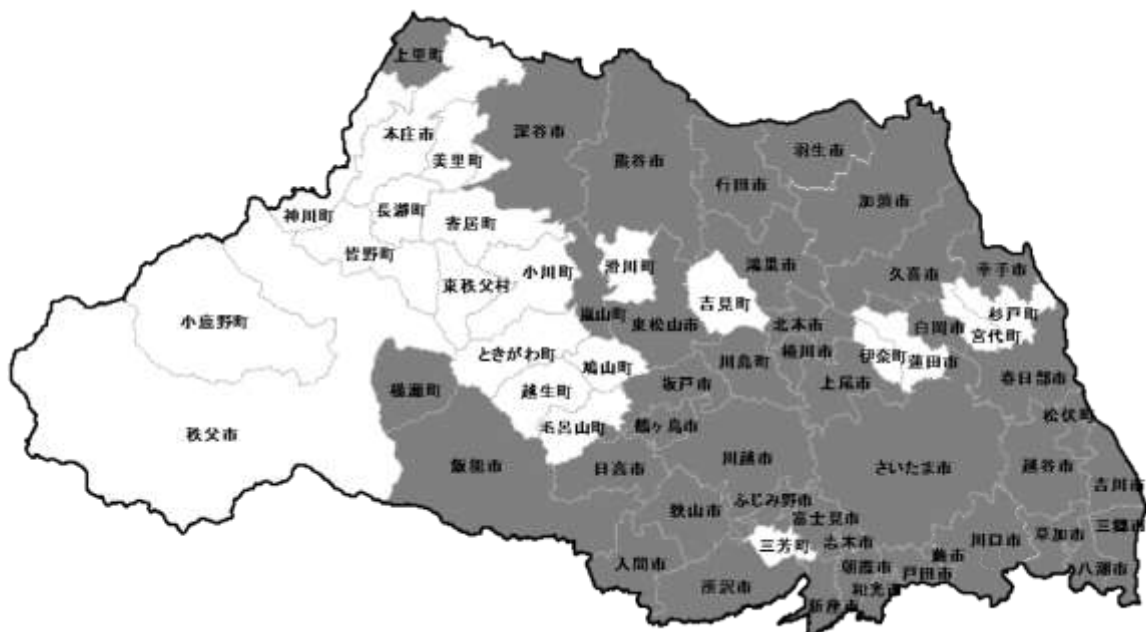 上里町
本庄市
美里町
深谷市
熊谷市
行田市
羽生市
加須市
神川町
長瀞町
寄居町
皆野町
東秩父村
小川町
滑川町
吉見町
鴻巣市
久喜市
幸手市
杉戸町
宮代町
小鹿野町
嵐山町
東松山市
北本市
桶川市
伊奈町
白岡市
蓮田市
ときがわ町
鳩山町
川島町
上尾市
春日部市
横瀬町
越生町
坂戸市
松伏町
秩父市
毛呂山町
鶴ヶ島市
飯能市
日高市
川越市
さいたま市
越谷市
吉川市
狭山市
ふじみ野市
富士見市
三芳町
志木市
川口市
草加市
三郷市
入間市
所沢市
朝霞市
蕨市
戸田市
八潮市
新座市
和光市